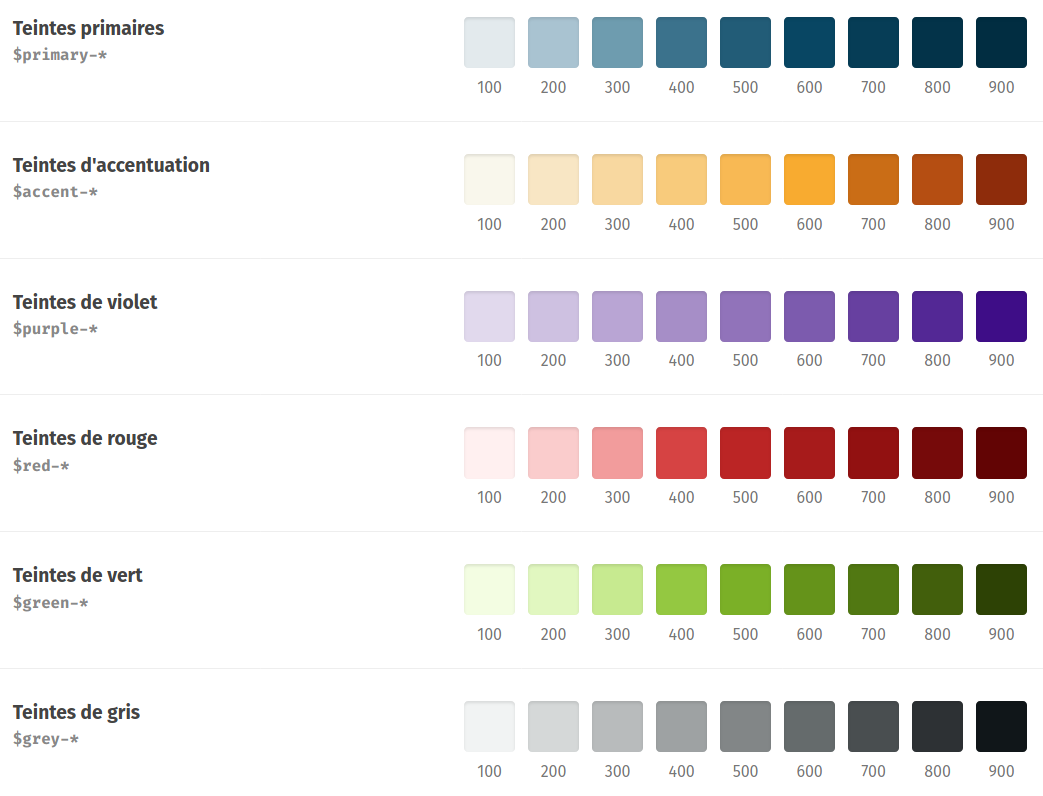 Teintes primaires
$primary-*
100 200 300 400 500 600 700 800 900
Teintes d'accentuation
$accent-*
100 200 300 400 500 600 700 800 900
Teintes de violet
$purple-*
100 200 300 400 500 600 700 800 900
Teintes de rouge
$red-*
100 200 300 400 500 600 700 800 900
Teintes de vert
$green-*
100 200 300 400 500 600 700 800 900
Teintes de gris
$grey-*
100 200 300 400 500 600 700 800 900